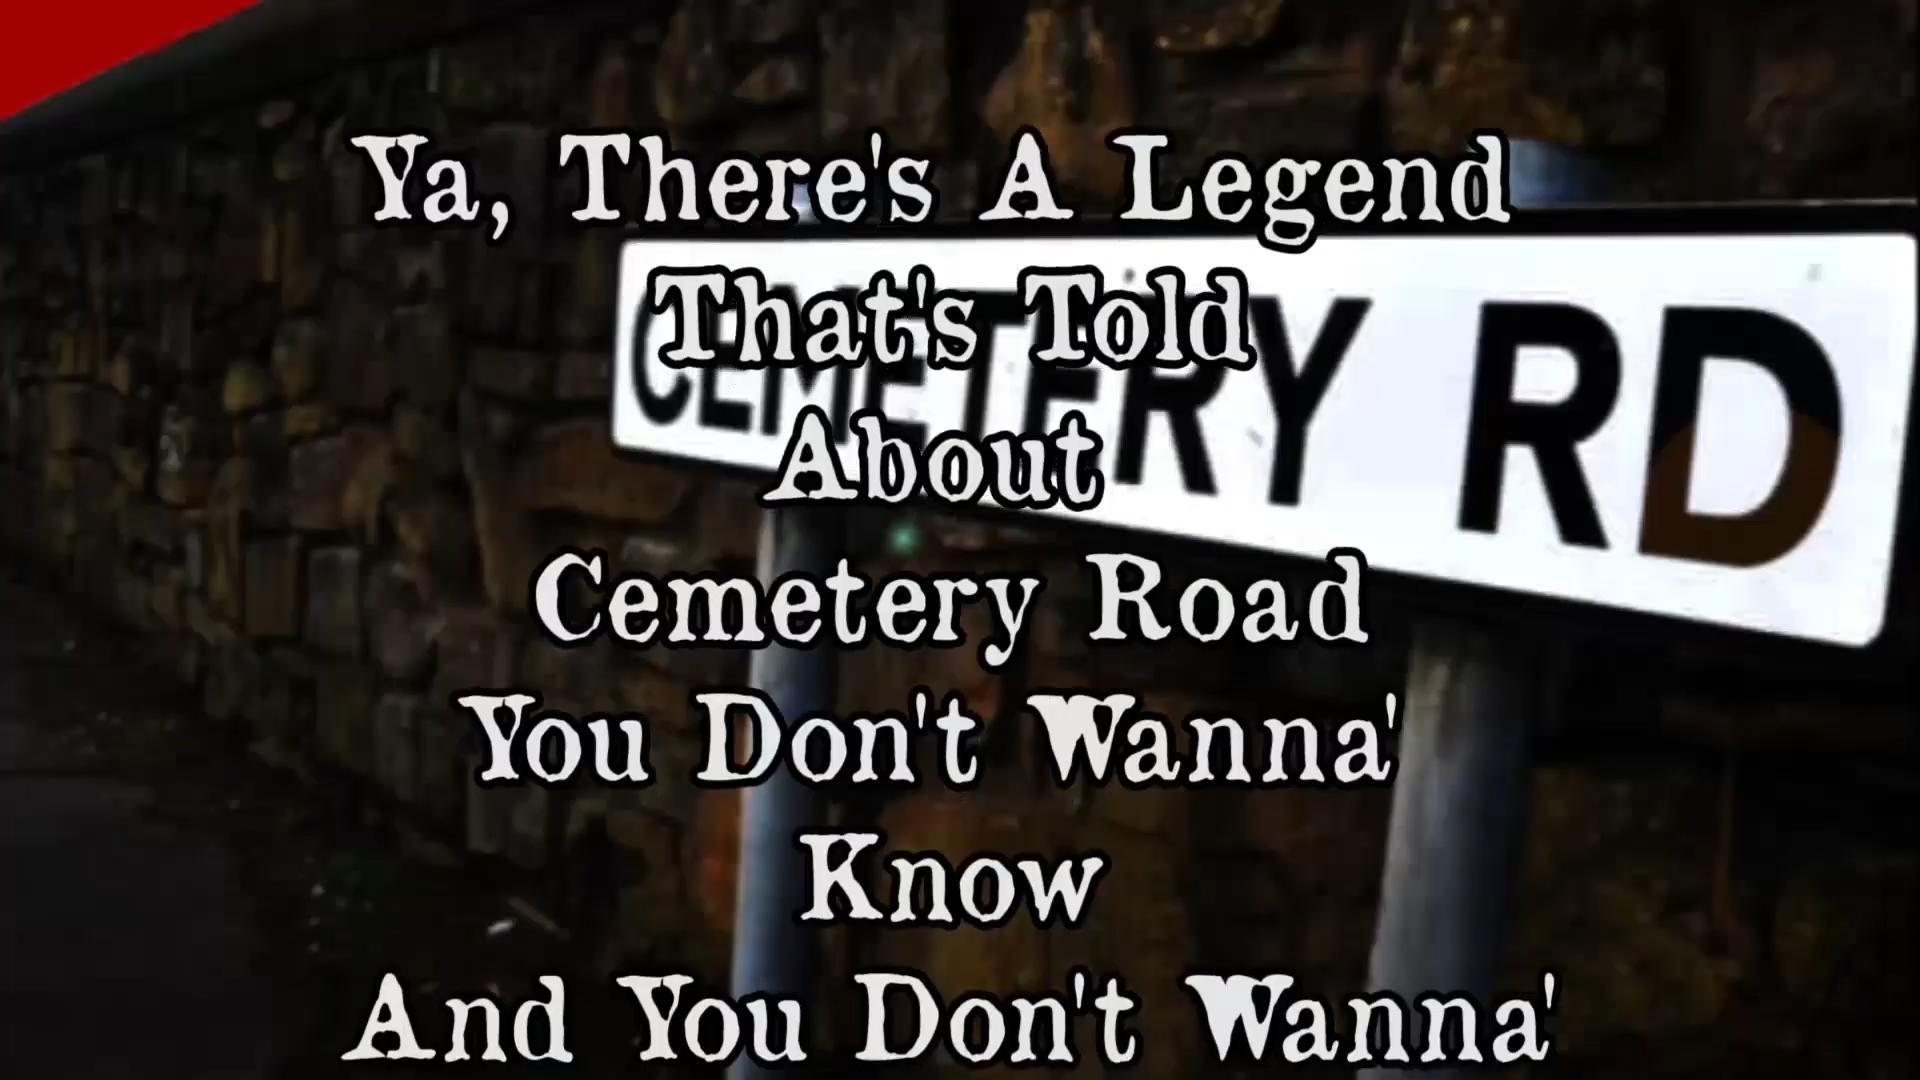 Ya, There's A Legend
That's Told
About
CEMETERY RD
Cemetery Road
You Don't Wanna'
Know
And You Don't Wanna'